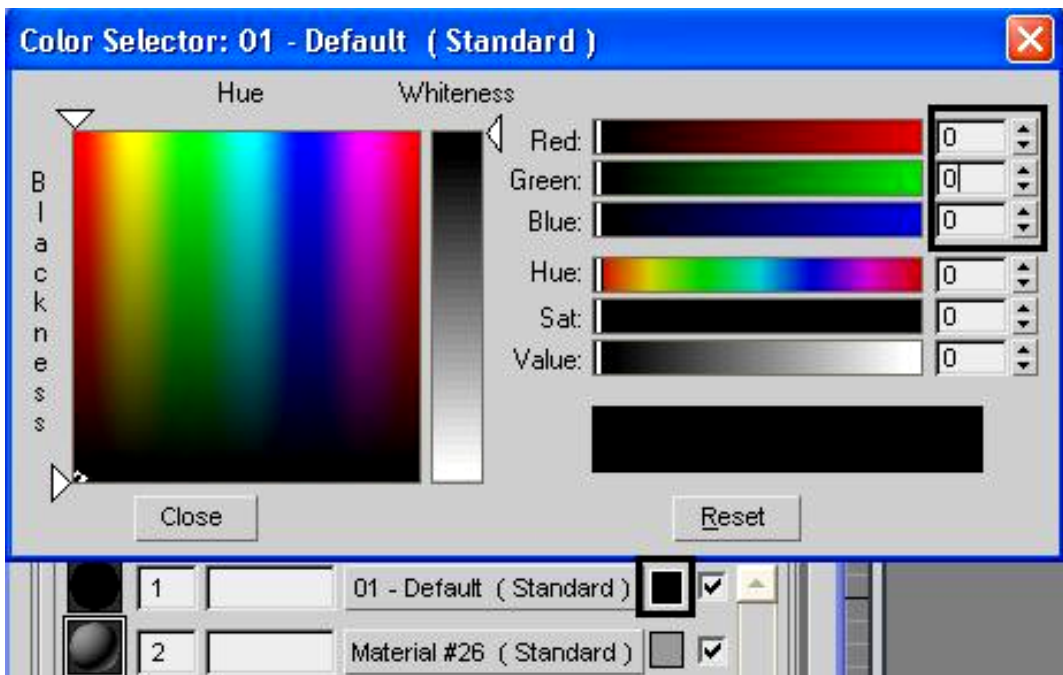 Color Selector: 01 - Default ( Standard )
Hue Whiteness
Blackness
Red: 0
Green: 0
Blue: 0
Hue: 0
Sat: 0
Value: 0
Close Reset
1 01 - Default ( Standard )
2 Material #26 ( Standard )